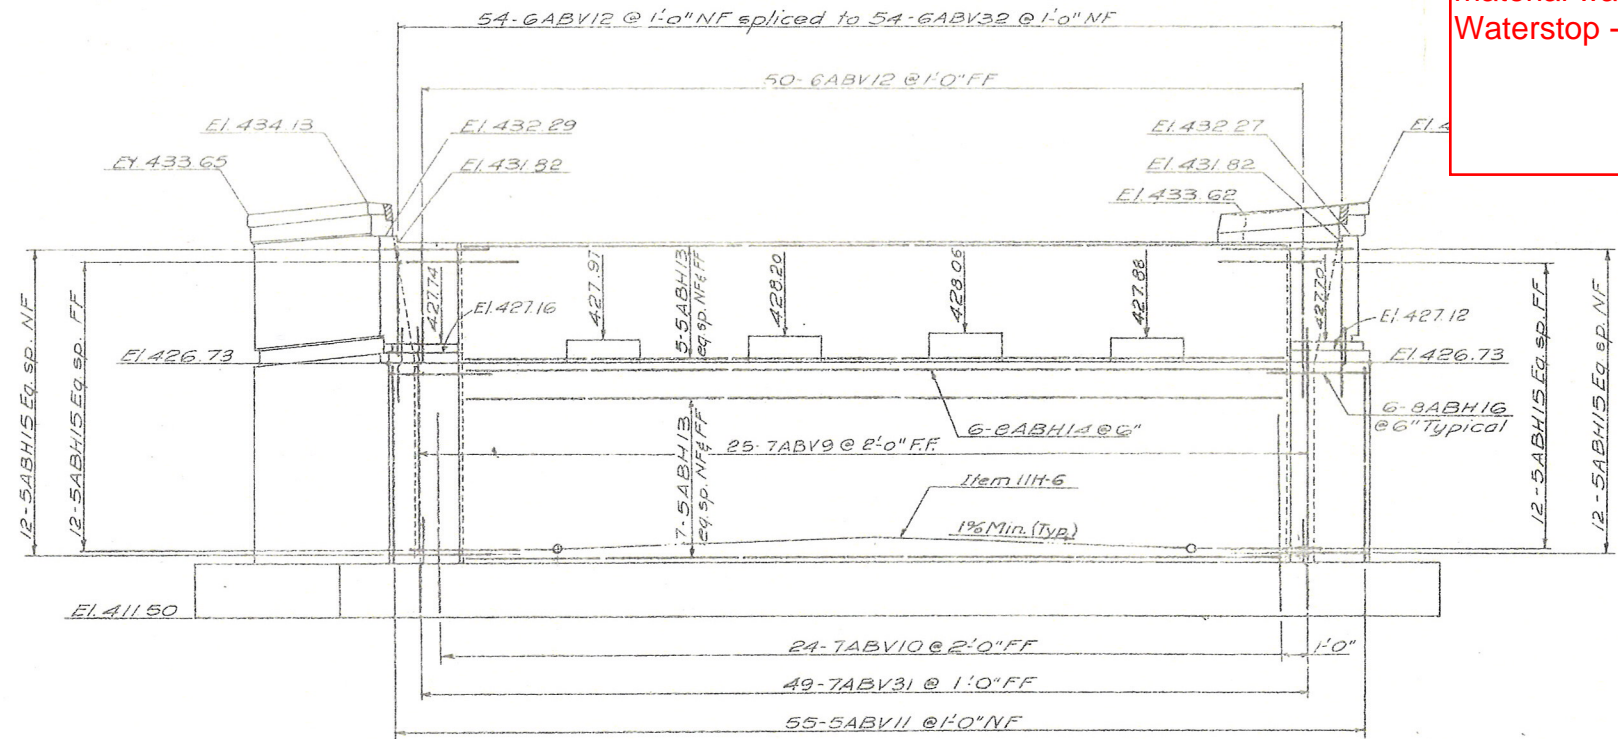 54-6ABV12 @ 1'-0" NF spliced to 54-6ABV32 @ 1'-0" NF
Waterstop -
50-6ABV12 @ 1'-0" FF
El. 434.13
El. 432.29
El. 432.27
El. 4
El. 433.65
El. 431.82
El. 431.82
El. 433.62
12-5ABH15 Eq. sp. NF
12-5ABH15 Eq. sp. FF
427.74
El. 427.16
427.97
5-5ABH13
eq. sp. NF & FF
428.20
428.06
427.88
427.70
El. 427.12
El. 426.73
El. 426.73
12-5ABH15 Eq. sp. FF
12-5ABH15 Eq. sp. NF
6-8ABH14 @ 6"
6-8ABH16
@ 6" Typical
25-7ABV9 @ 2'-0" F.F.
7-5ABH13
eq. sp. NF & FF
Item 11H-6
1% Min. (Typ.)
El. 411.50
24-7ABV10 @ 2'-0" FF
1'-0"
49-7ABV31 @ 1'-0" FF
55-5ABV11 @ 1'-0" NF